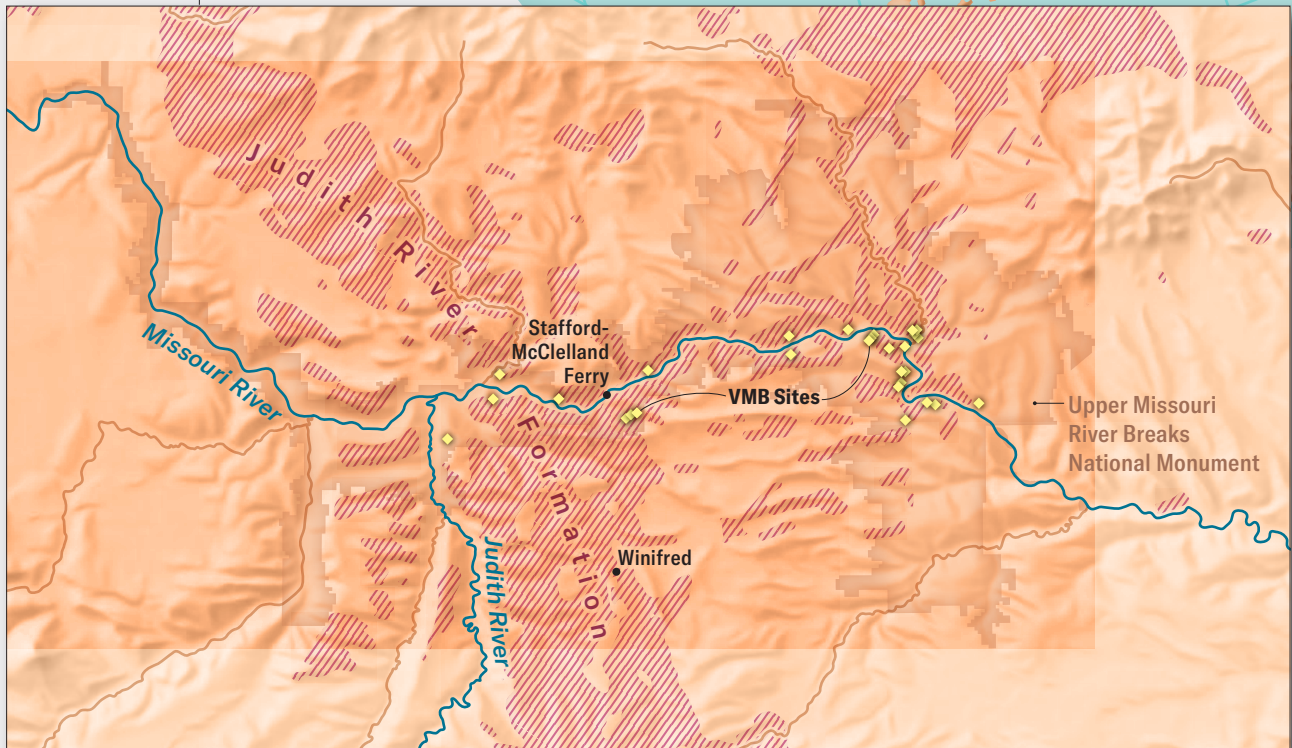 Judith River
Missouri River
Stafford-
McClelland
Ferry
VMB Sites
Upper Missouri
River Breaks
National Monument
Formation
Judith River
Winifred